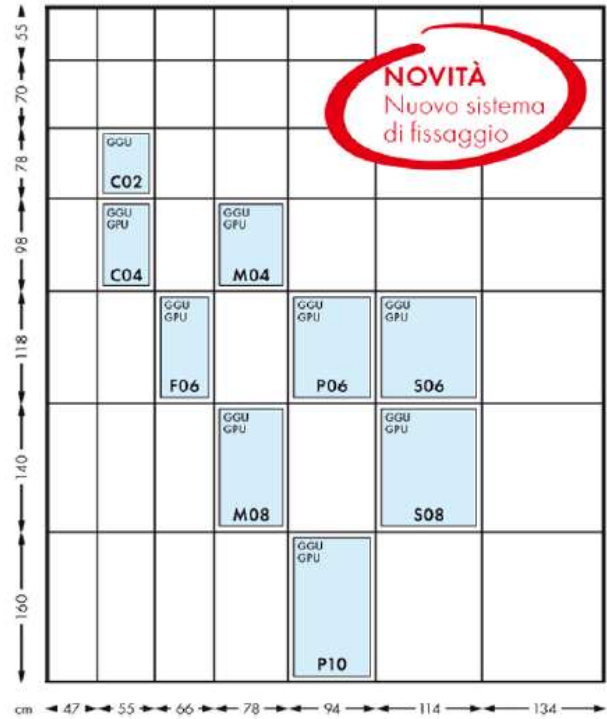 55
NOVITÀ
Nuovo sistema
di fissaggio
70
78
GGU
C02
98
GGU
GPU
C04
GGU
GPU
M04
118
GGU
GPU
F06
GGU
GPU
P06
GGU
GPU
S06
140
GGU
GPU
M08
GGU
GPU
S08
160
GGU
GPU
P10
cm 47 55 66 78 94 114 134